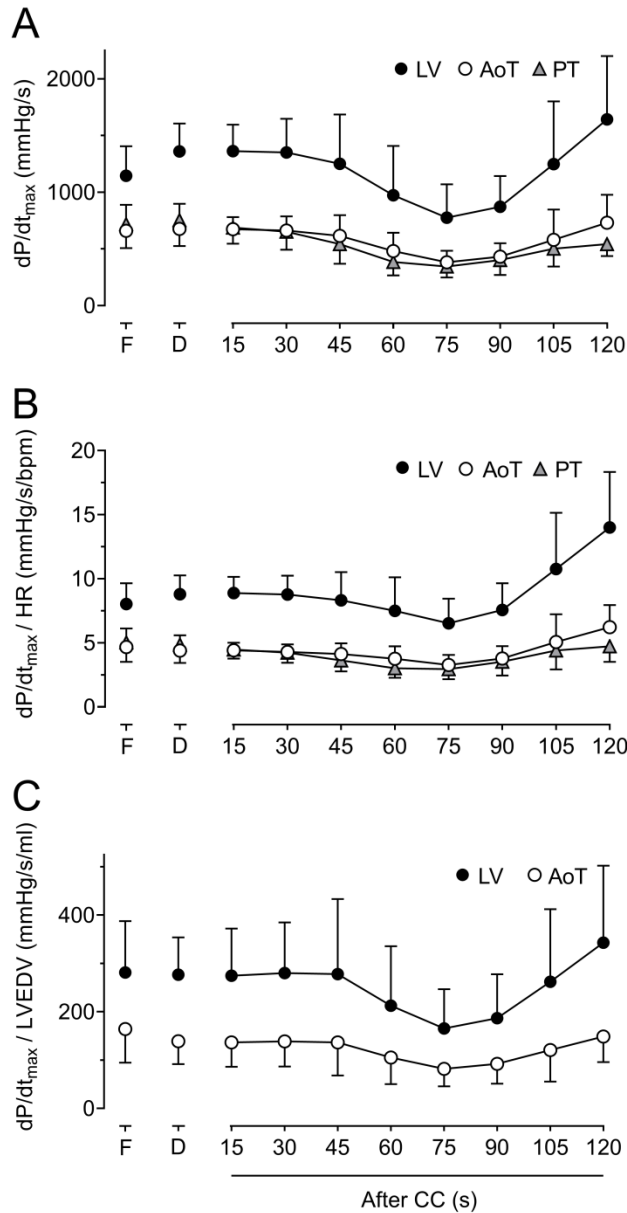 A
dP/dtmax (mmHg/s)
LV AoT PT
2000
1000
0
F D 15 30 45 60 75 90 105 120
B
dP/dtmax / HR (mmHg/s/bpm)
LV AoT PT
20
15
10
5
0
F D 15 30 45 60 75 90 105 120
C
dP/dtmax / LVEDV (mmHg/s/ml)
LV AoT
400
200
0
F D 15 30 45 60 75 90 105 120
After CC (s)